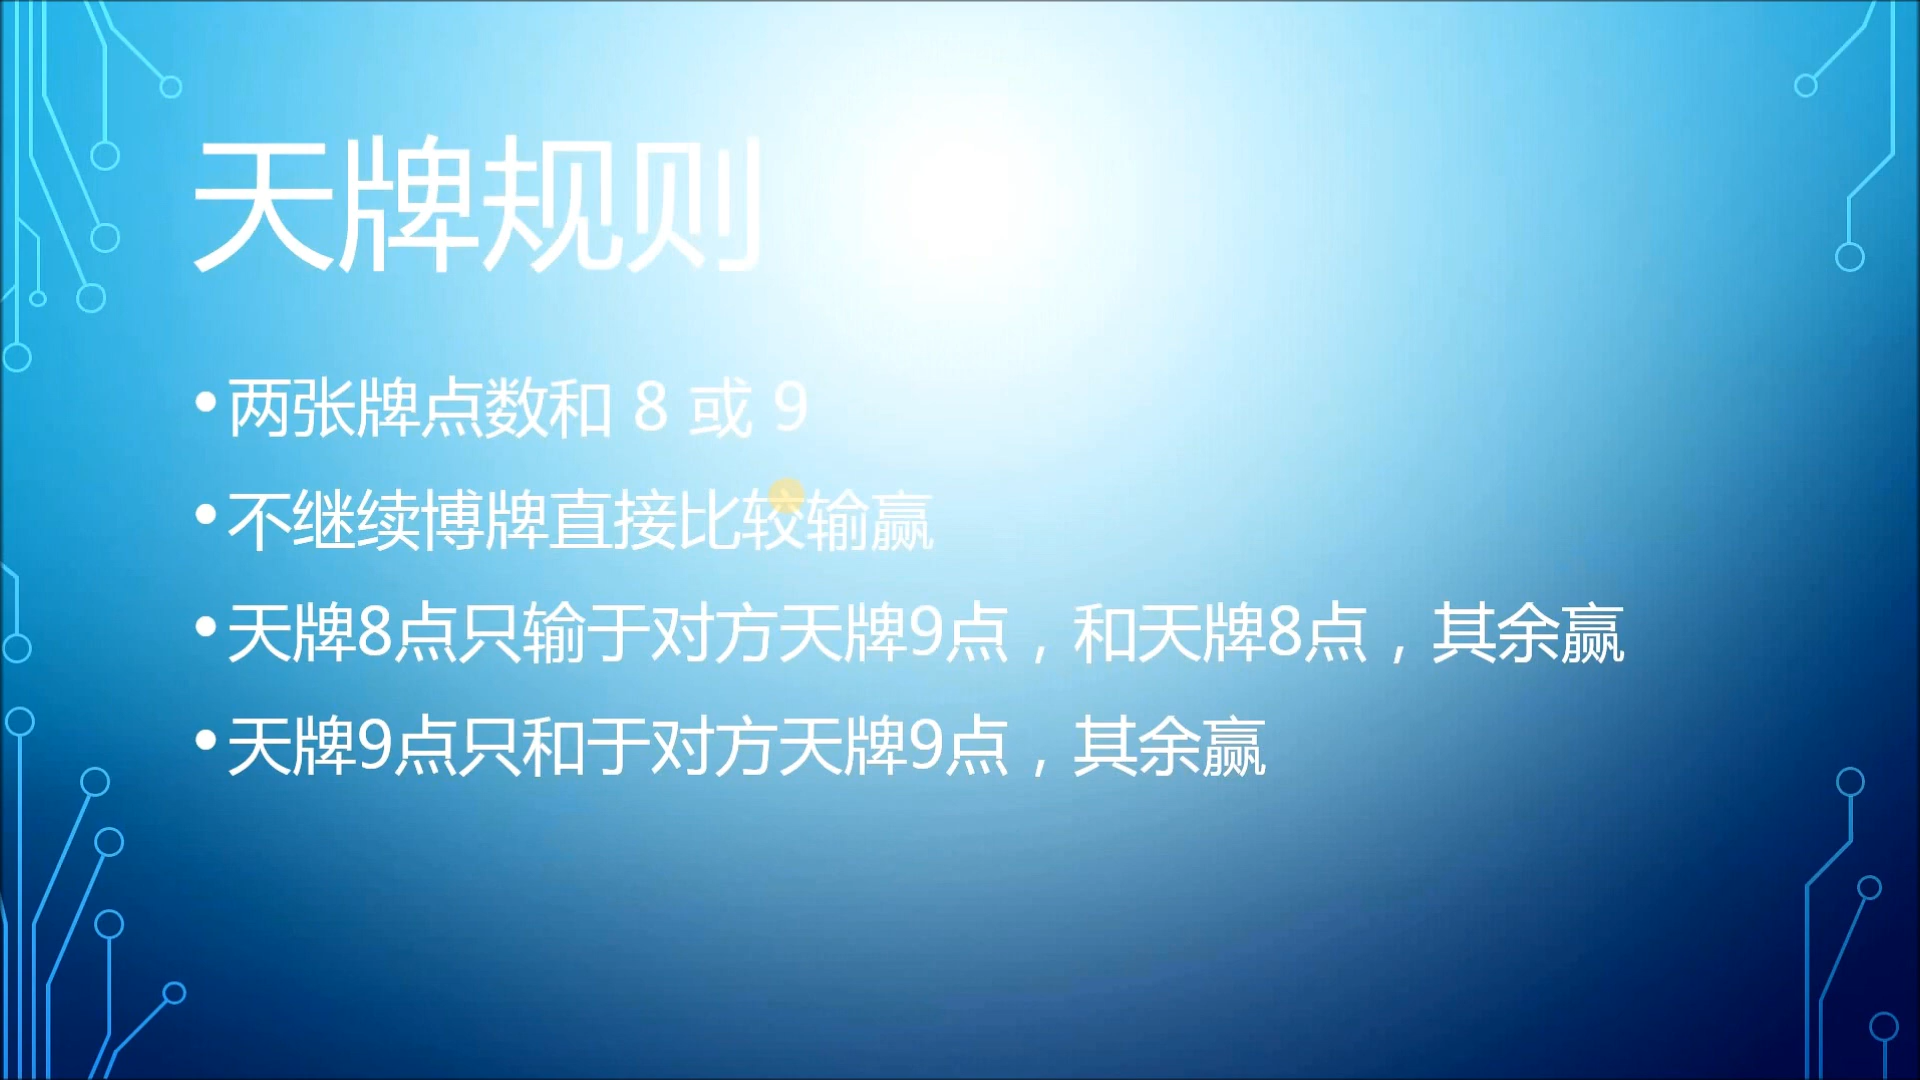 天牌规则
•两张牌点数和 8 或 9
•不继续博牌直接比较输赢
•天牌8点只输于对方天牌9点，和天牌8点，其余赢
•天牌9点只和于对方天牌9点，其余赢